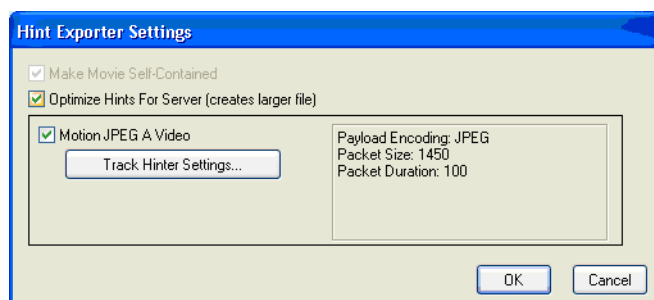 Hint Exporter Settings
Make Movie Self-Contained
Optimize Hints For Server (creates larger file)
Motion JPEG A Video
Track Hinter Settings...
Payload Encoding: JPEG
Packet Size: 1450
Packet Duration: 100
OK
Cancel